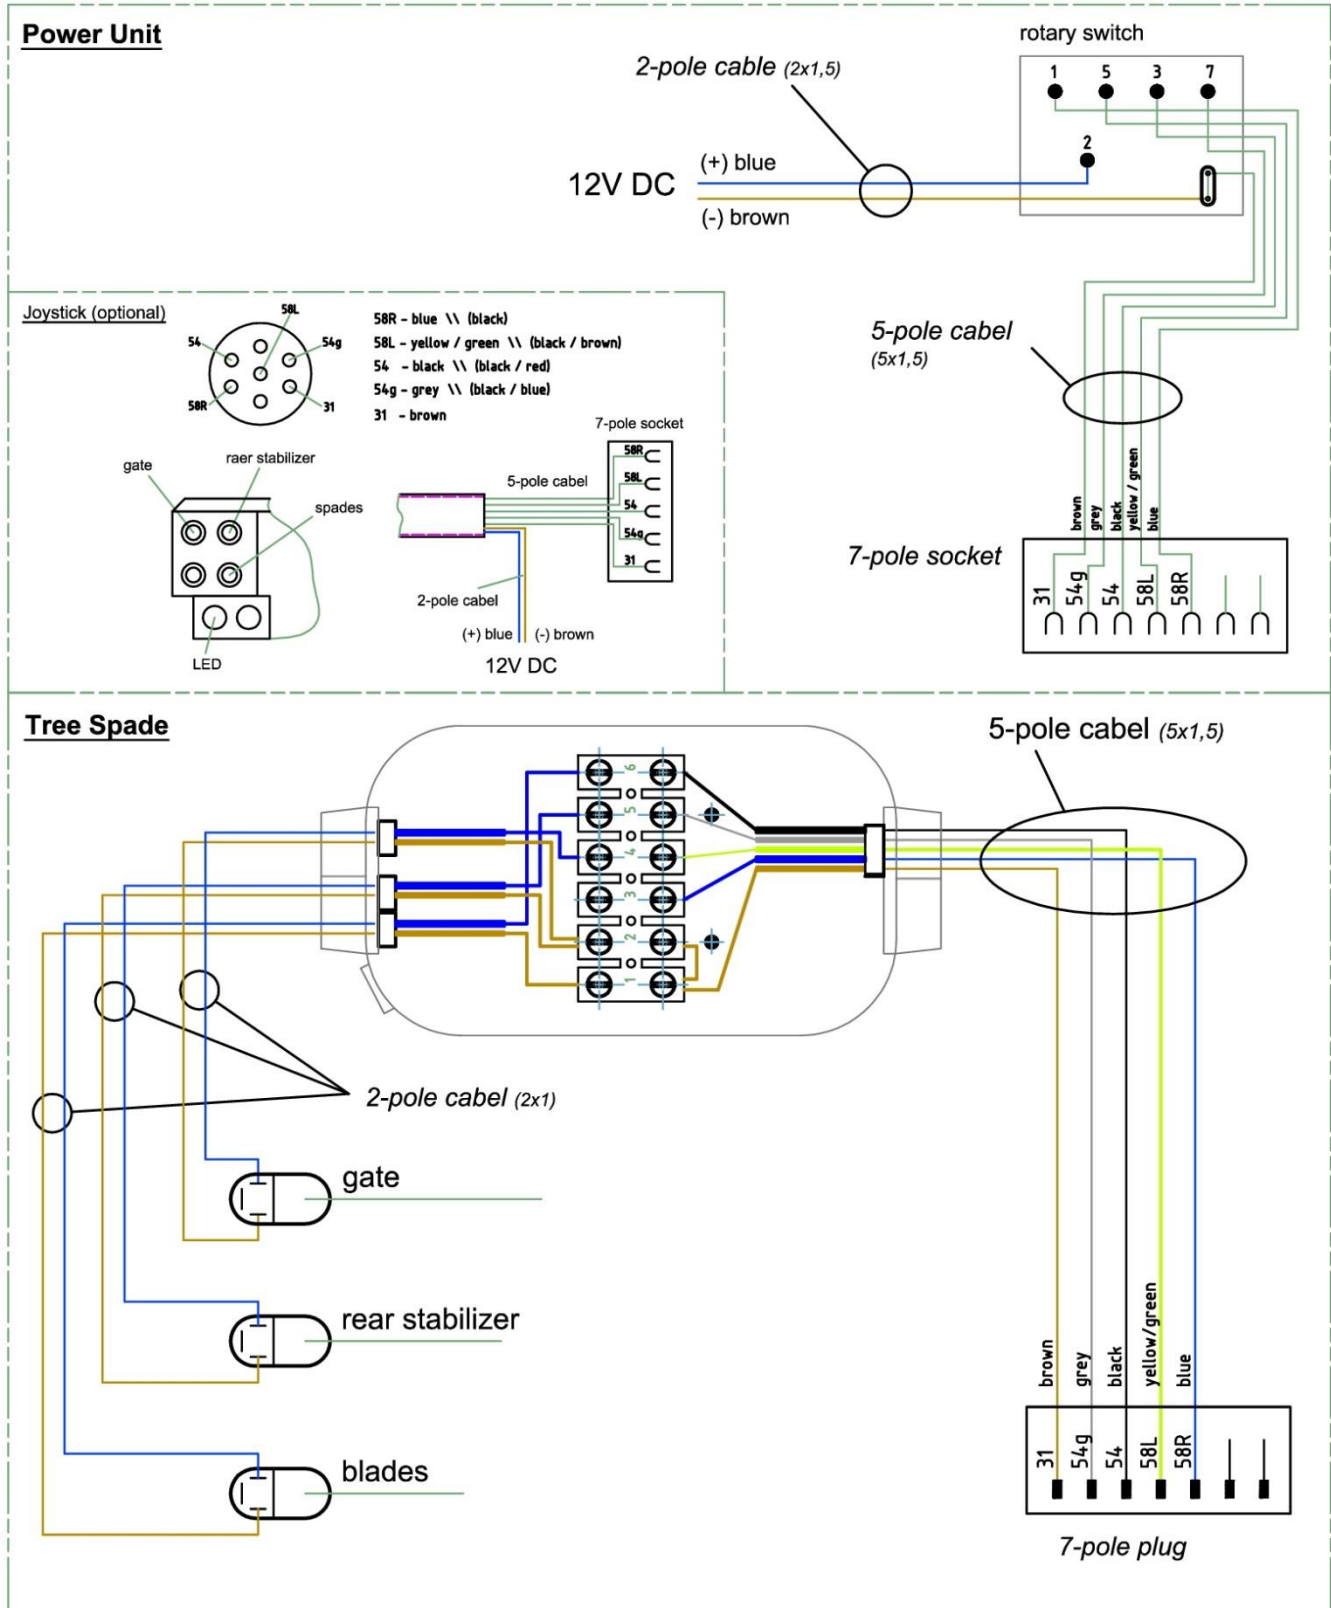 Power Unit
rotary switch
2-pole cable (2x1,5)
1 5 3 7
2
(+) blue
12V DC
(-) brown
Joystick (optional)
58L
54
54g
58R
31
58R - blue \\ (black)
58L - yellow / green \\ (black / brown)
54 - black \\ (black / red)
54g - grey \\ (black / blue)
31 - brown
5-pole cabel
(5x1,5)
7-pole socket
58R
58L
54
54g
31
gate
raer stabilizer
spades
5-pole cabel
2-pole cabel
(+) blue
(-) brown
12V DC
LED
brown
grey
black
yellow / green
blue
7-pole socket
31
54g
54
58L
58R
Tree Spade
5-pole cabel (5x1,5)
6
5
4
3
2
1
2-pole cabel (2x1)
gate
rear stabilizer
blades
brown
grey
black
yellow/green
blue
31
54g
54
58L
58R
7-pole plug